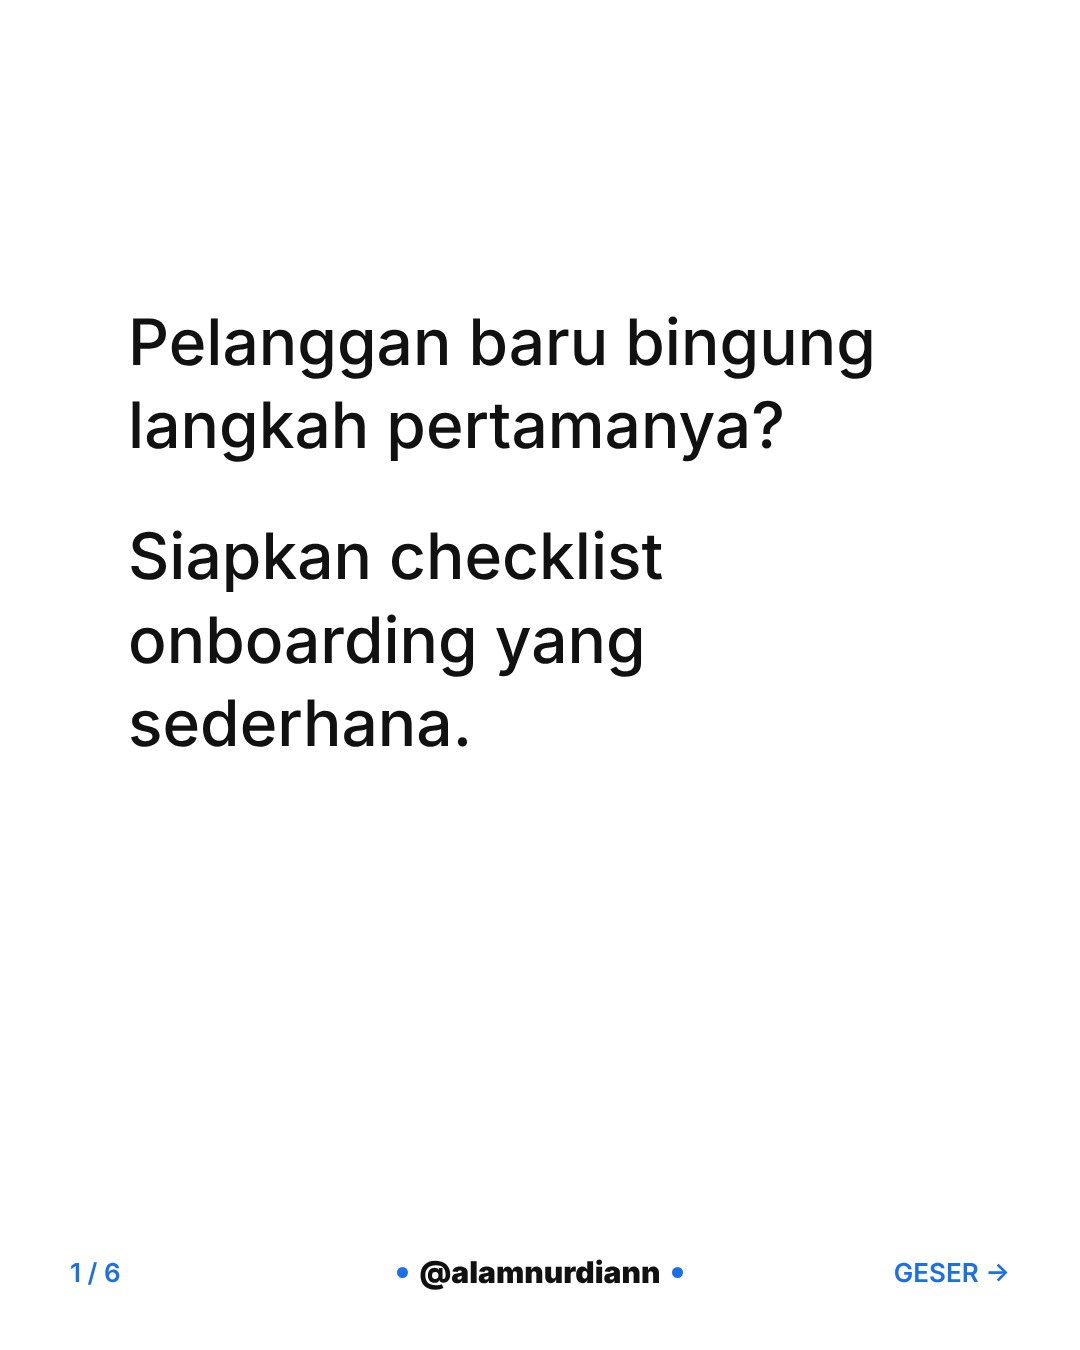 Pelanggan baru bingung
langkah pertamanya?
Siapkan checklist
onboarding yang
sederhana.
1 / 6
• @alamnurdiann •
GESER →